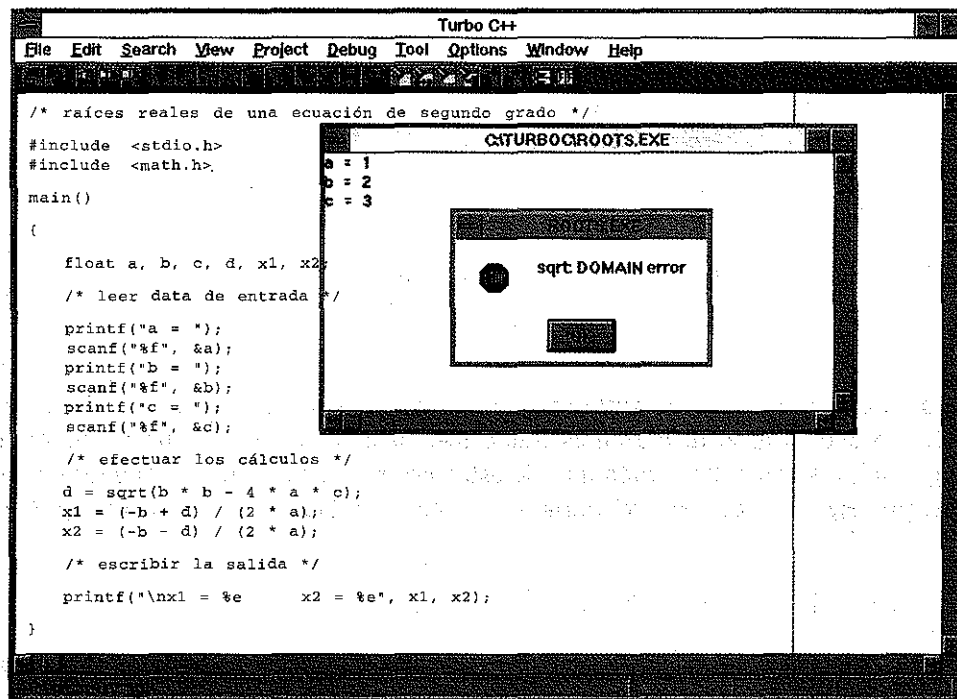 Turbo C++
File Edit Search View Project Debug Tool Options Window Help
/* raíces reales de una ecuación de segundo grado */
#include <stdio.h>
#include <math.h>
main()
{
float a, b, c, d, x1, x2;
/* leer data de entrada */
printf("a = ");
scanf("%f", &a);
printf("b = ");
scanf("%f", &b);
printf("c = ");
scanf("%f", &c);
/* efectuar los cálculos */
d = sqrt(b * b - 4 * a * c);
x1 = (-b + d) / (2 * a);
x2 = (-b - d) / (2 * a);
/* escribir la salida */
printf("\nx1 = %e x2 = %e", x1, x2);
}
C:\TURBOC\ROOTS.EXE
a = 1
b = 2
c = 3
ROOTS.EXE
sqrt: DOMAIN error